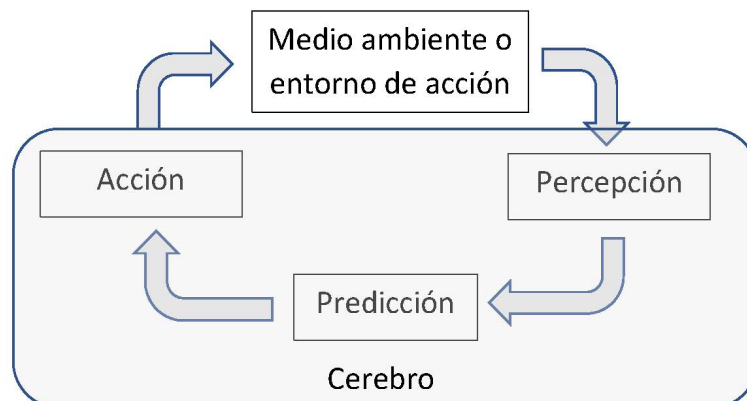 Medio ambiente o
entorno de acción
Acción
Percepción
Predicción
Cerebro